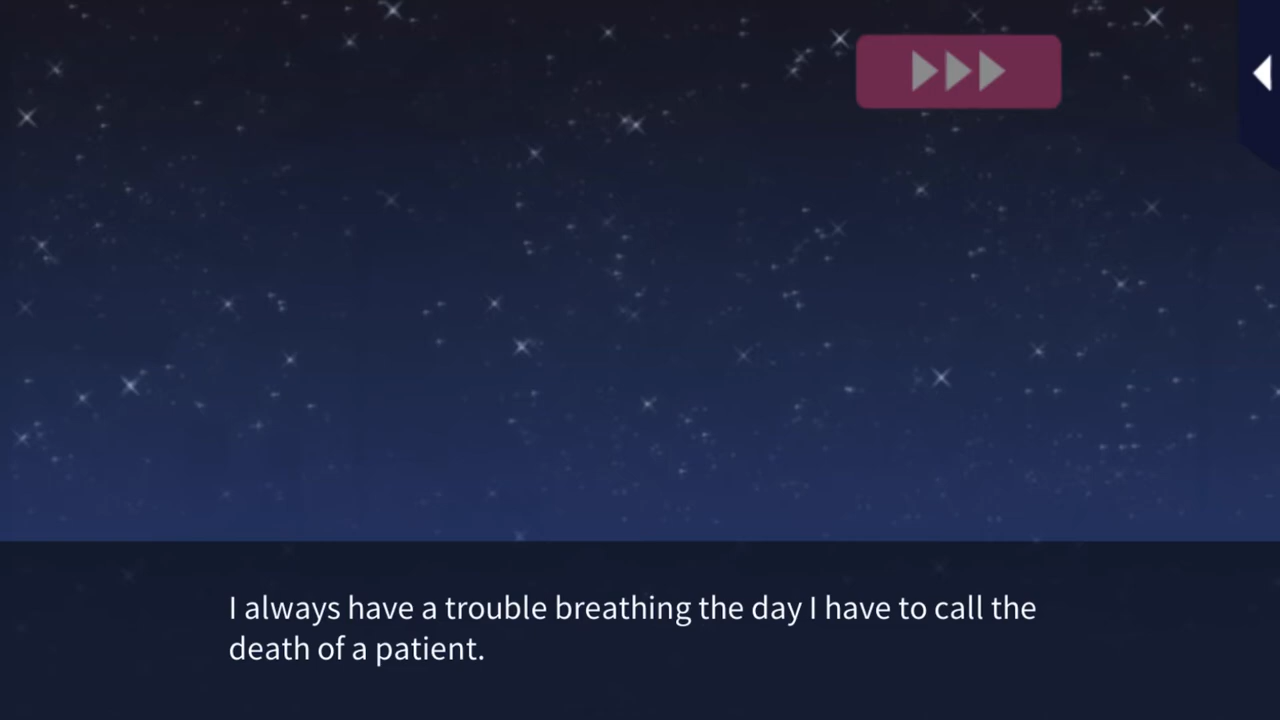 I always have a trouble breathing the day I have to call the
death of a patient.